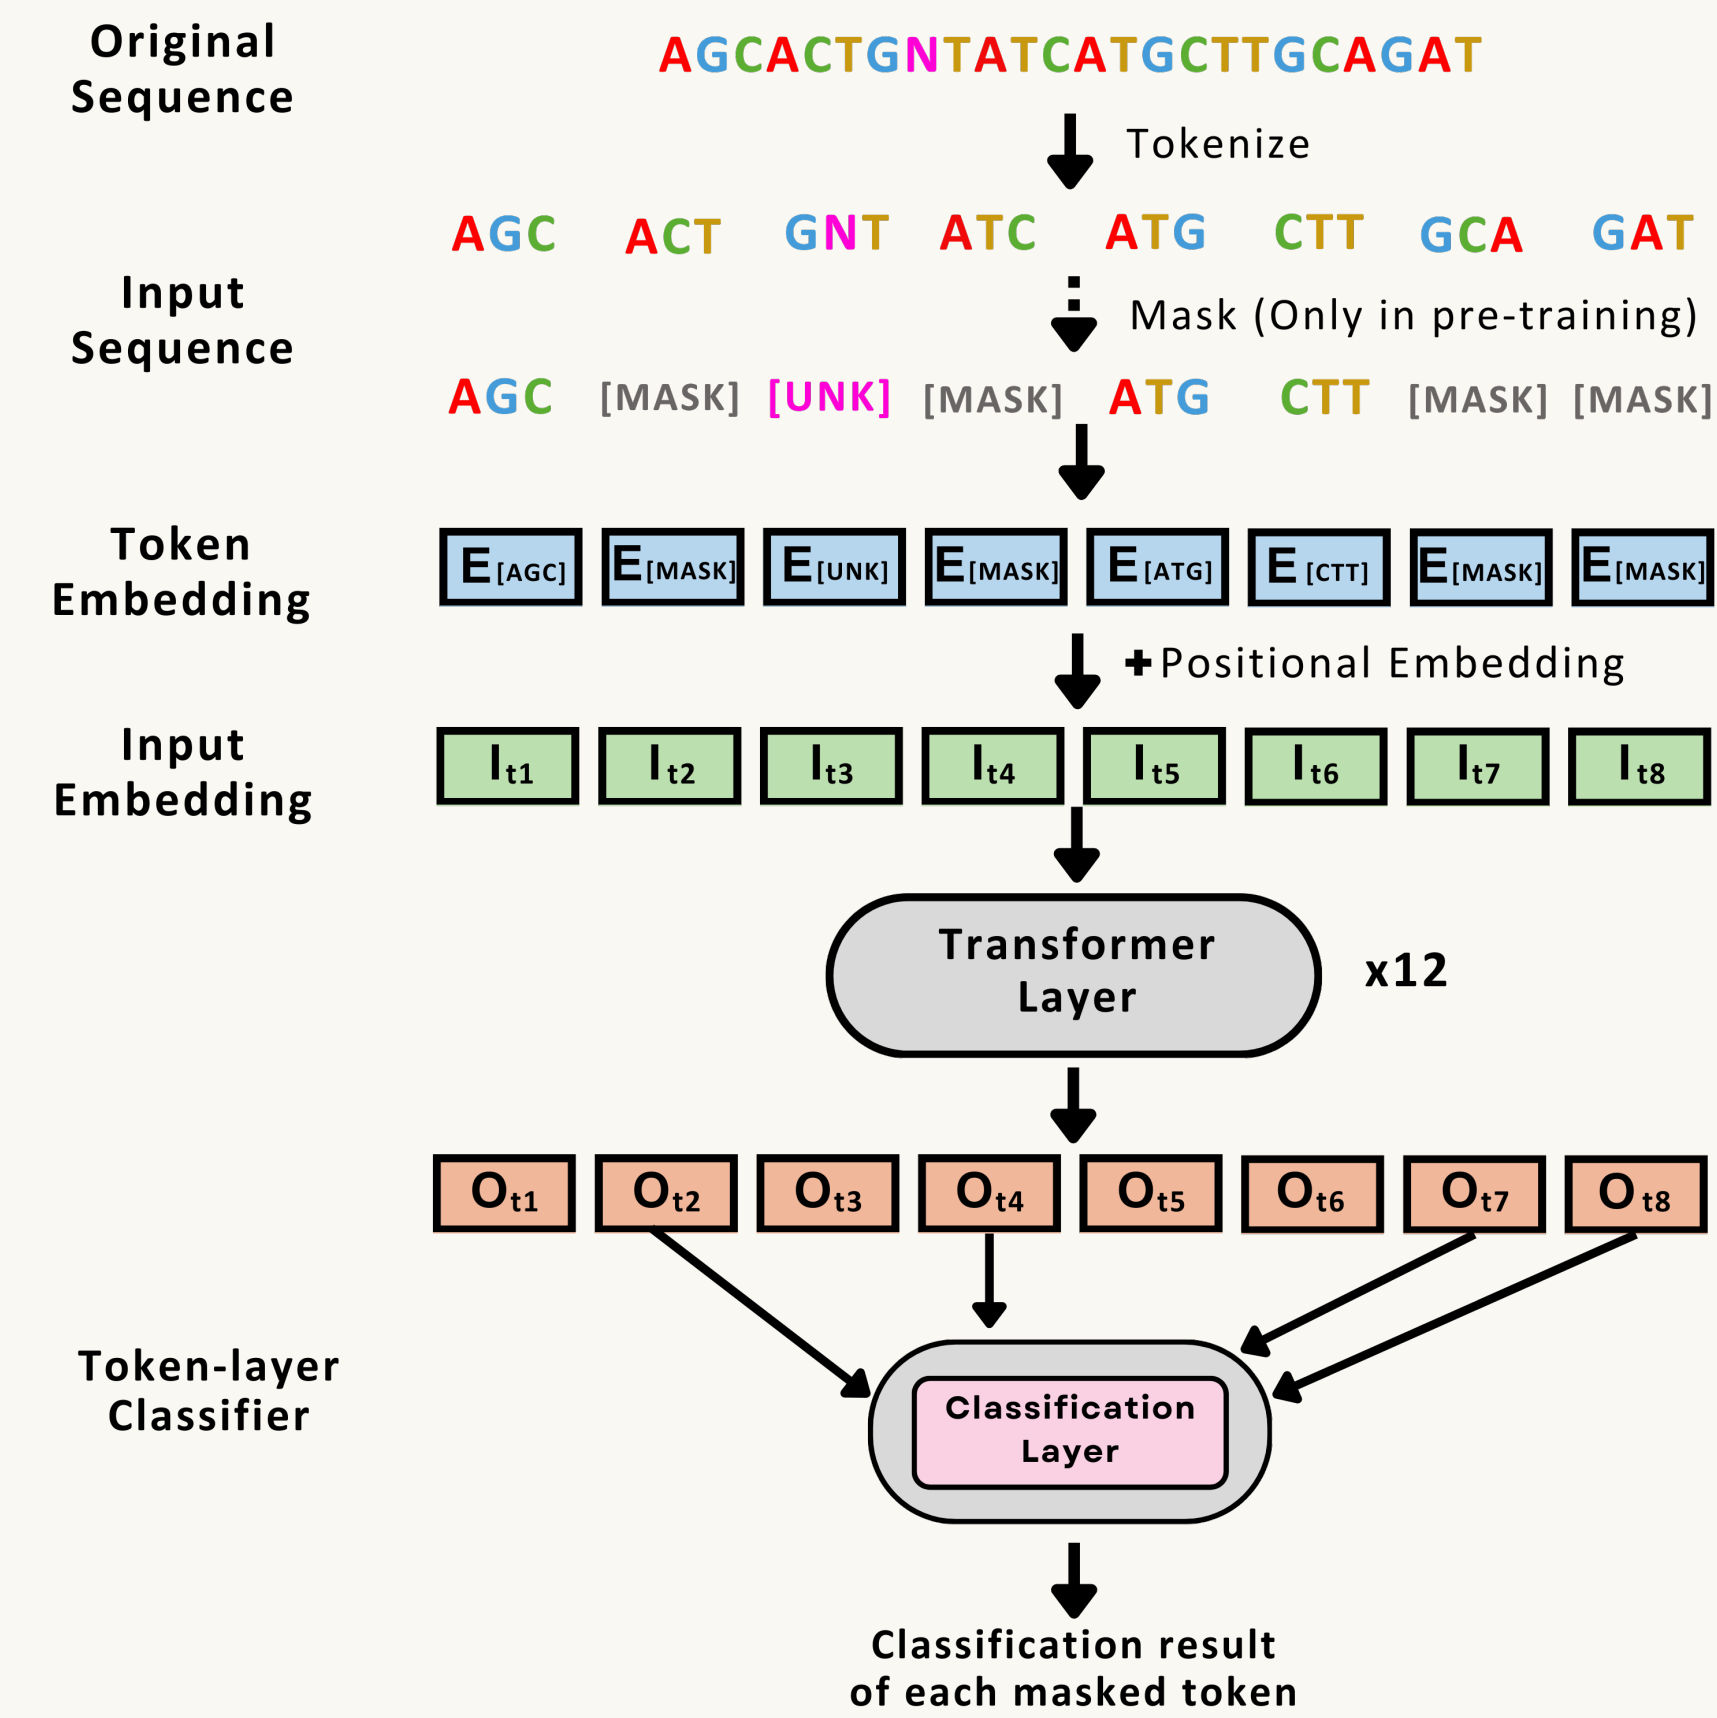 Original
Sequence
AGCACTGNTATCATGCTTGCAGAT
Tokenize
AGC ACT GNT ATC ATG CTT GCA GAT
Input
Sequence
Mask (Only in pre-training)
AGC [MASK] [UNK] [MASK] ATG CTT [MASK] [MASK]
Token
Embedding
E[AGC] E[MASK] E[UNK] E[MASK] E[ATG] E[CTT] E[MASK] E[MASK]
+Positional Embedding
Input
Embedding
It1 It2 It3 It4 It5 It6 It7 It8
Transformer
Layer
x12
Ot1 Ot2 Ot3 Ot4 Ot5 Ot6 Ot7 Ot8
Token-layer
Classifier
Classification
Layer
Classification result
of each masked token